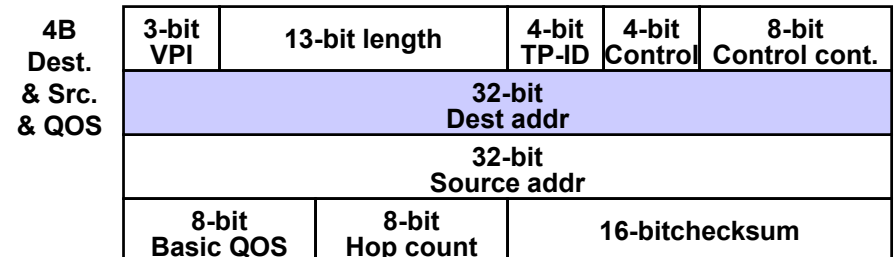 4B
Dest.
& Src.
& QOS
3-bit
VPI
13-bit length
4-bit
TP-ID
4-bit
Control
8-bit
Control cont.
32-bit
Dest addr
32-bit
Source addr
8-bit
Basic QOS
8-bit
Hop count
16-bitchecksum